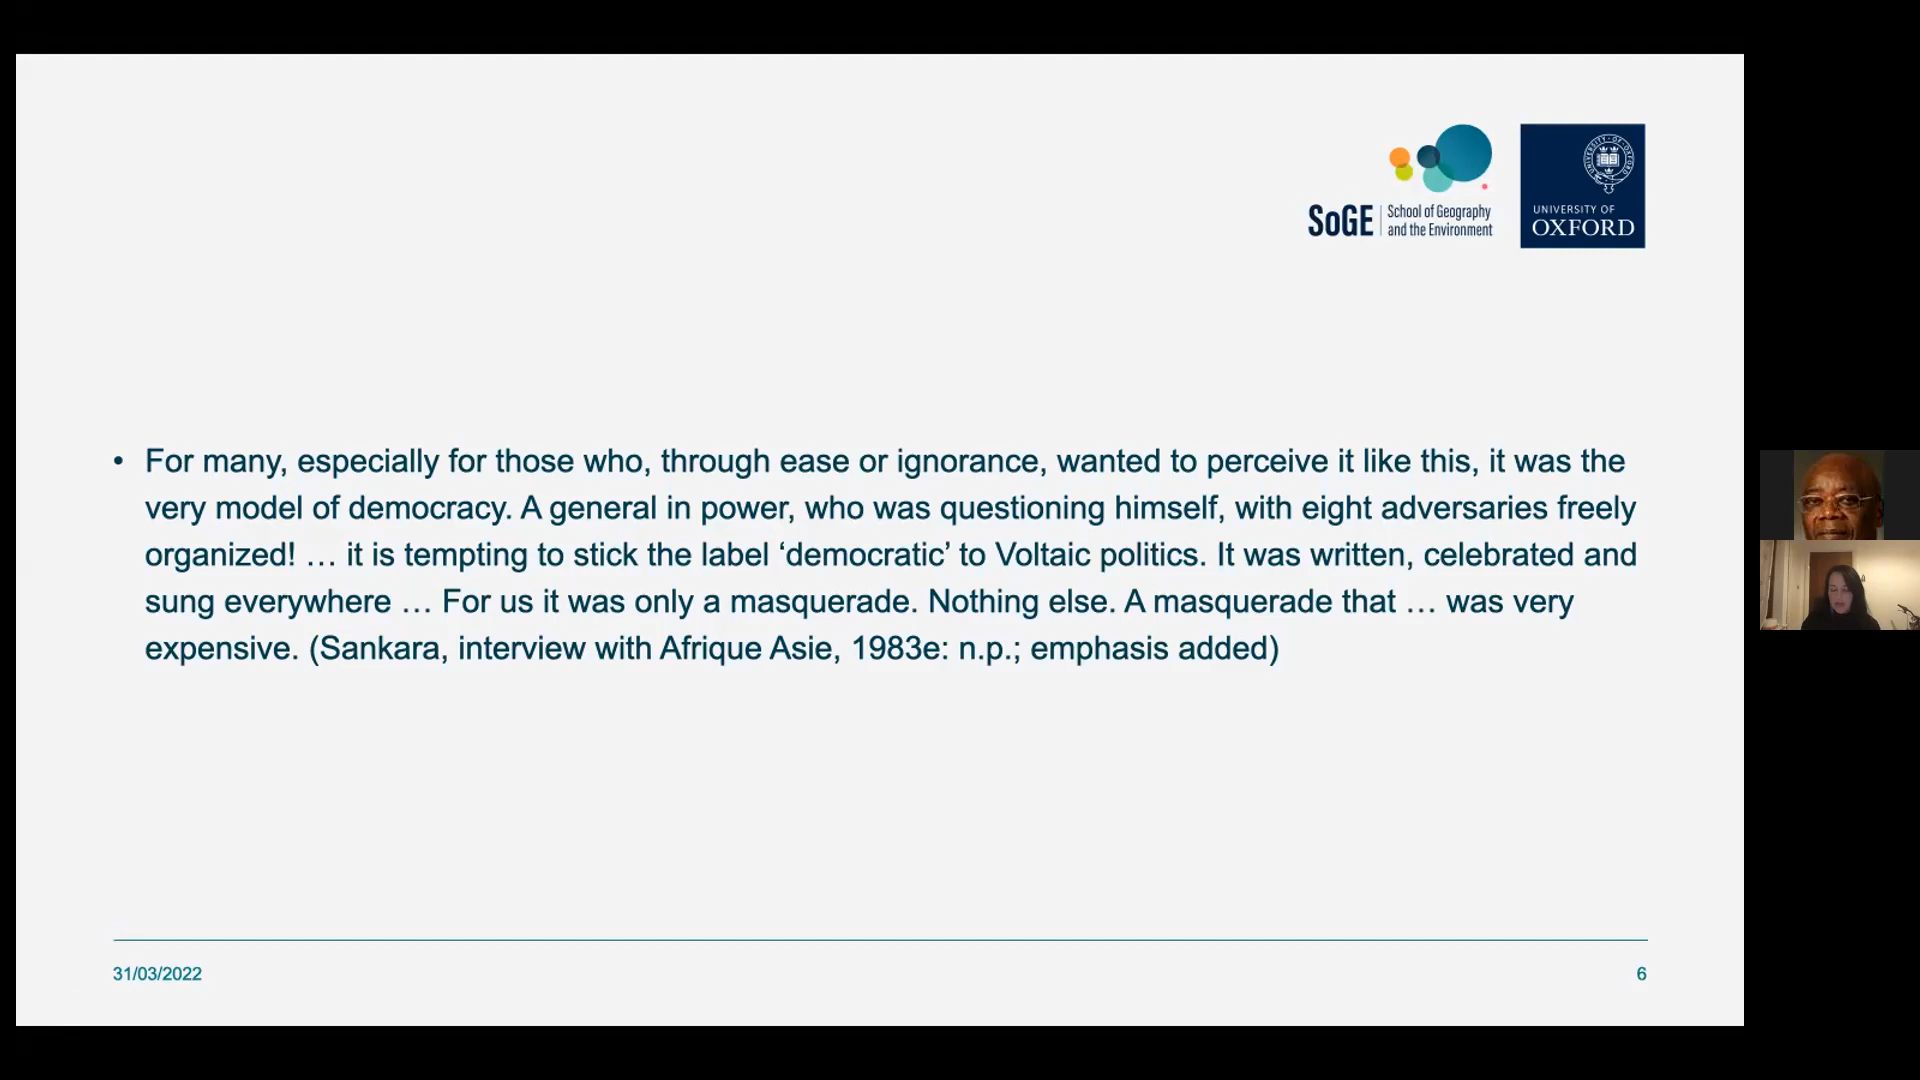 SoGE
School of Geography
and the Environment
UNIVERSITY OF OXFORD
UNIVERSITY OF
OXFORD
• For many, especially for those who, through ease or ignorance, wanted to perceive it like this, it was the
very model of democracy. A general in power, who was questioning himself, with eight adversaries freely
organized! … it is tempting to stick the label ‘democratic’ to Voltaic politics. It was written, celebrated and
sung everywhere … For us it was only a masquerade. Nothing else. A masquerade that … was very
expensive. (Sankara, interview with Afrique Asie, 1983e: n.p.; emphasis added)
31/03/2022
6